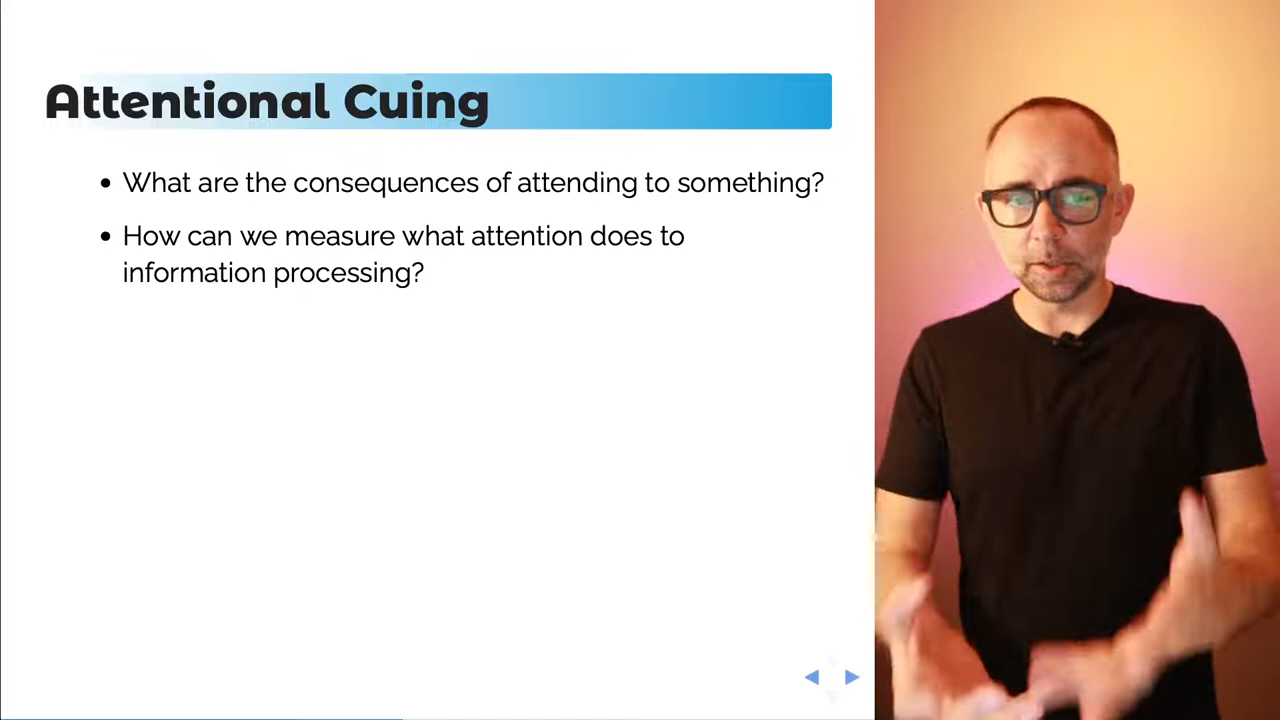 Attentional Cuing
• What are the consequences of attending to something?
• How can we measure what attention does to
information processing?